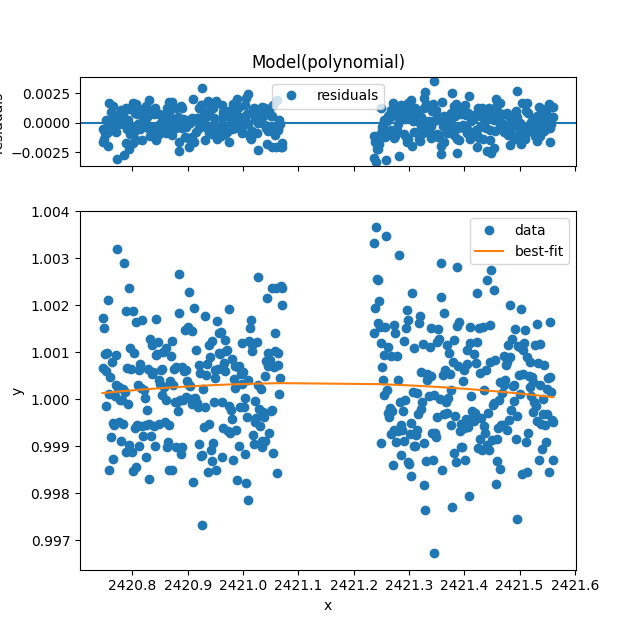 Model(polynomial)
residuals
0.0025
0.0000
−0.0025
residuals
1.004
1.003
1.002
1.001
1.000
0.999
0.998
0.997
y
data
best-fit
2420.8 2420.9 2421.0 2421.1 2421.2 2421.3 2421.4 2421.5 2421.6
x